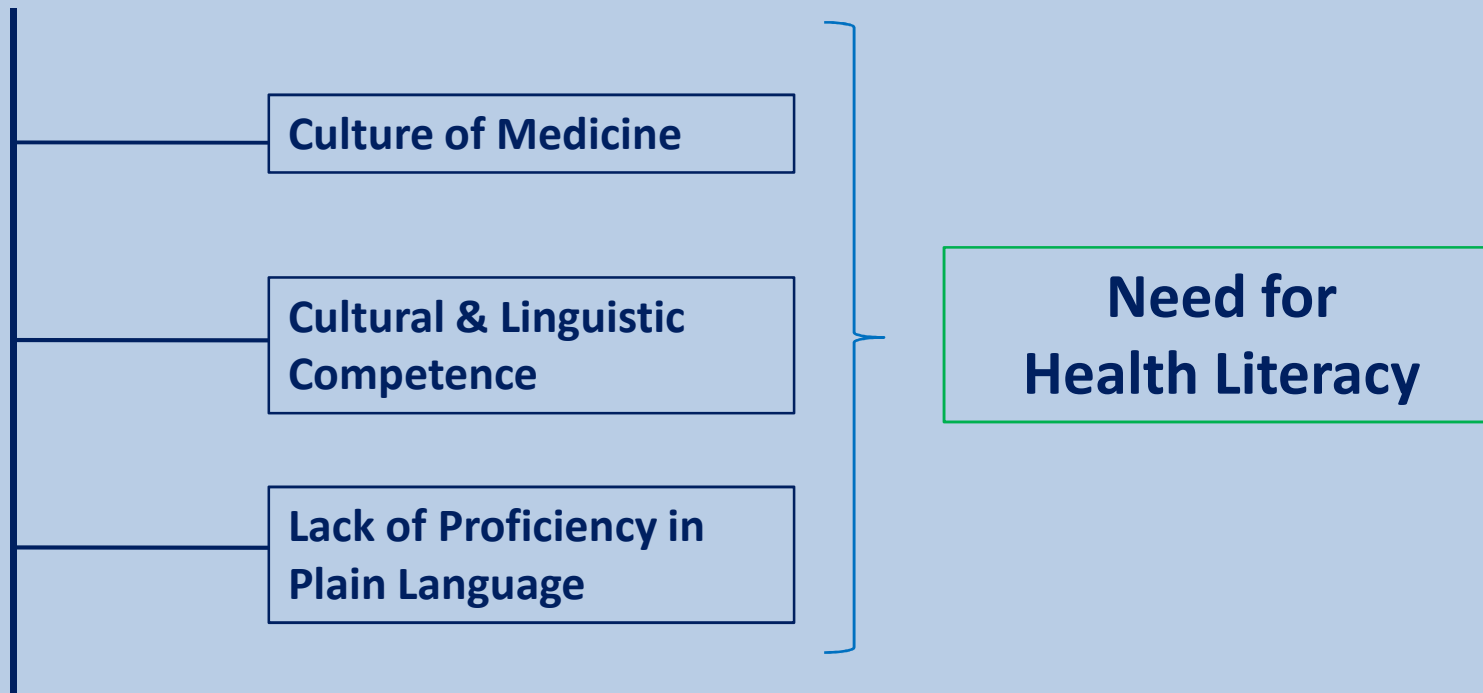 Culture of Medicine
Cultural & Linguistic
Competence
Need for
Health Literacy
Lack of Proficiency in
Plain Language